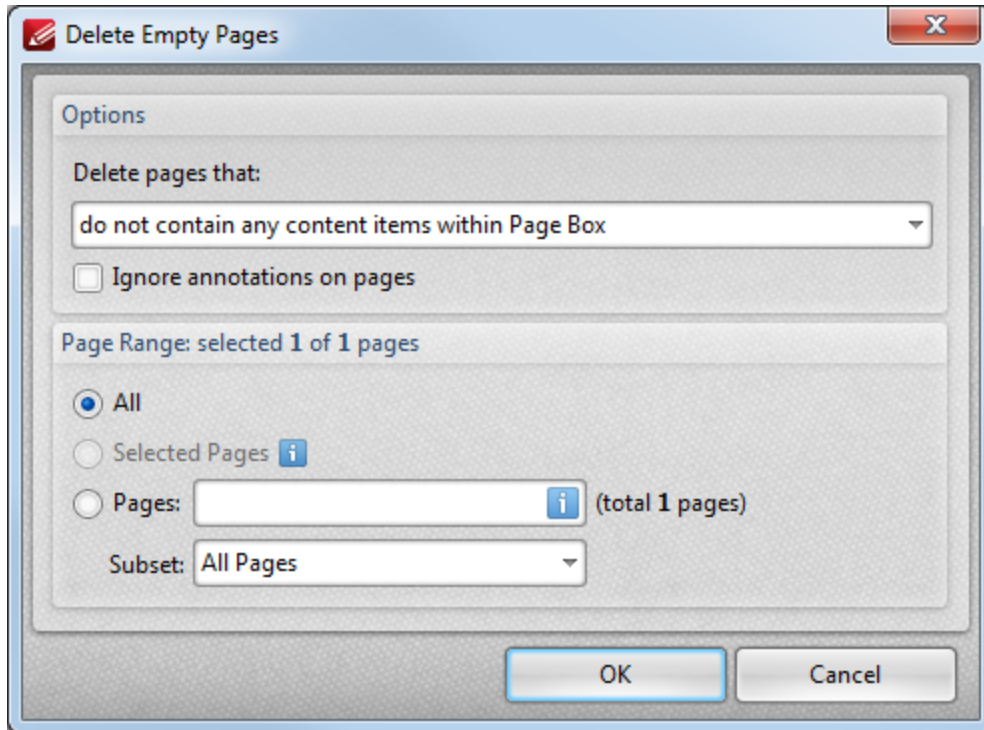 Delete Empty Pages
Options
Delete pages that:
do not contain any content items within Page Box
Ignore annotations on pages
Page Range: selected 1 of 1 pages
All
Selected Pages i
Pages: i (total 1 pages)
Subset: All Pages
OK Cancel